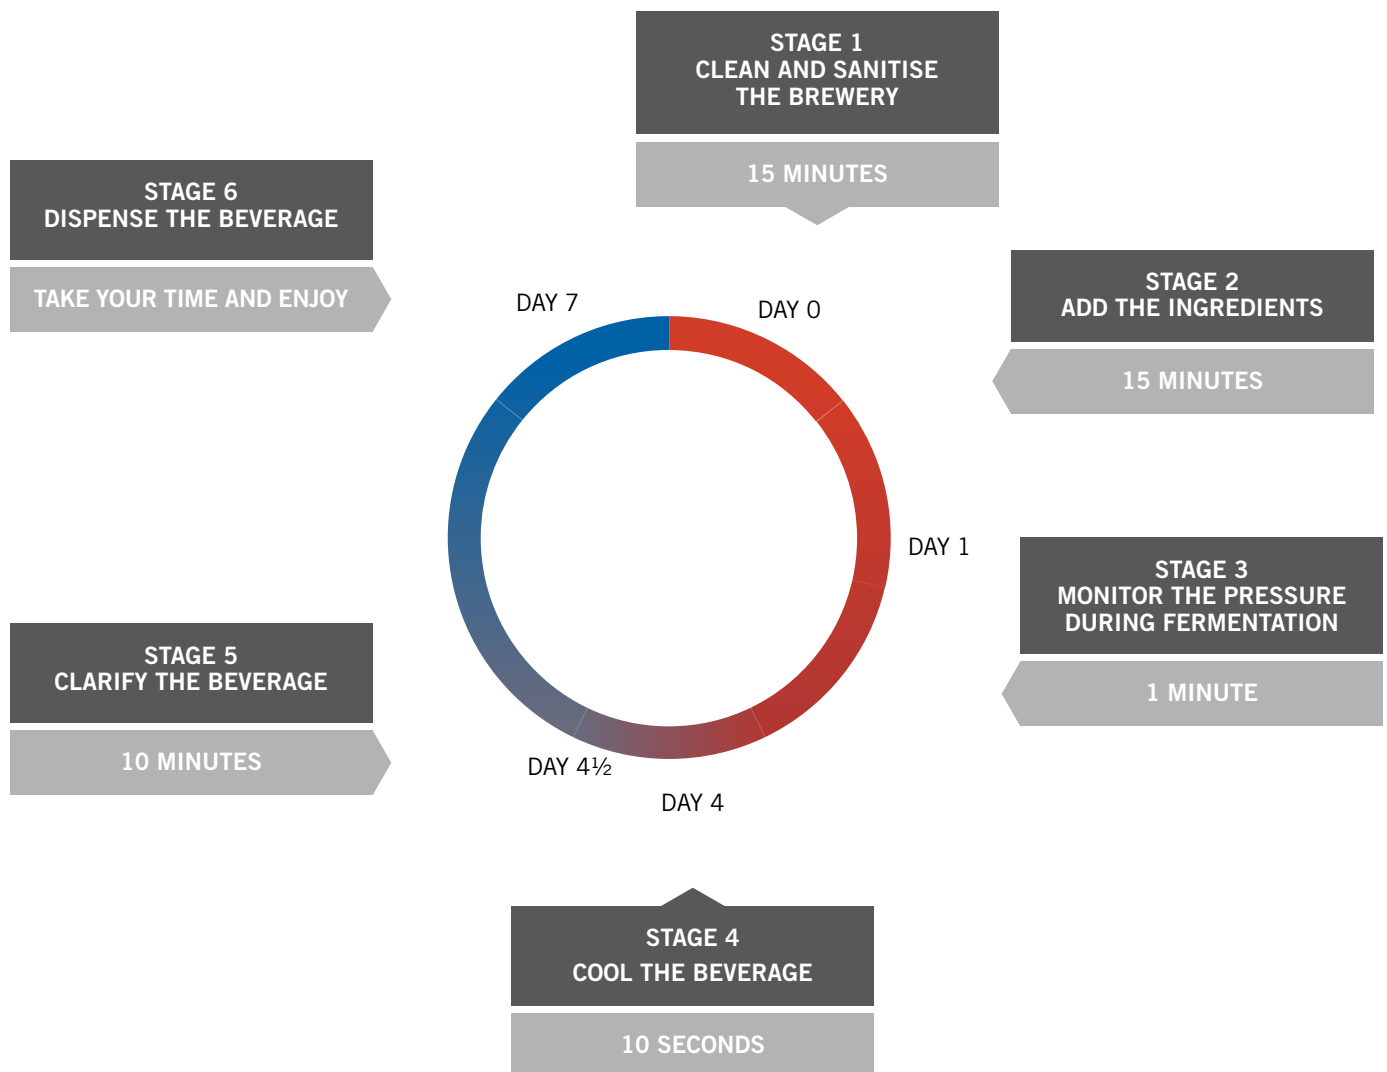 STAGE 1
CLEAN AND SANITISE
THE BREWERY
15 MINUTES
STAGE 6
DISPENSE THE BEVERAGE
TAKE YOUR TIME AND ENJOY
STAGE 2
ADD THE INGREDIENTS
15 MINUTES
DAY 7
DAY 0
DAY 1
STAGE 3
MONITOR THE PRESSURE
DURING FERMENTATION
1 MINUTE
STAGE 5
CLARIFY THE BEVERAGE
10 MINUTES
DAY 4½
DAY 4
STAGE 4
COOL THE BEVERAGE
10 SECONDS